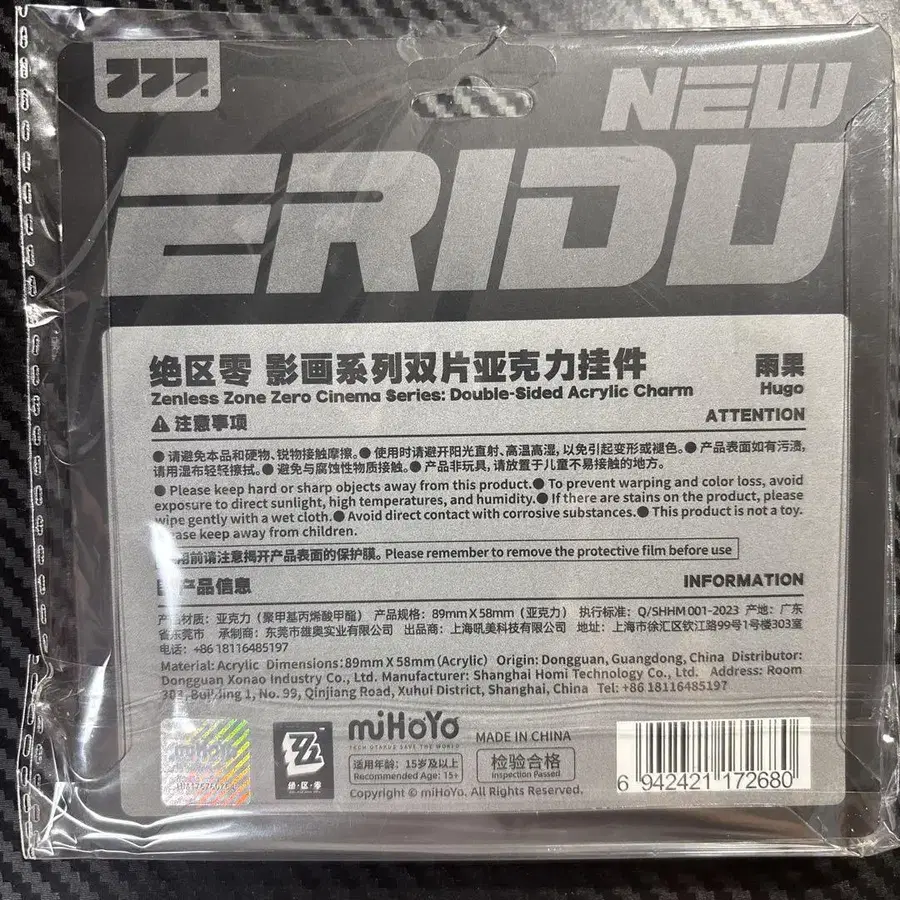 777.
NEW
ERIDU
绝区零 影画系列双片亚克力挂件 雨果
Zenless Zone Zero Cinema Series: Double-Sided Acrylic Charm Hugo
注意事项 ATTENTION
● 请避免本品和硬物、锐物接触摩擦。● 使用时请避开阳光直射、高温高湿,以免引起变形或褪色。● 产品表面如有污渍,
请用湿布轻轻擦拭。● 避免与腐蚀性物质接触。● 产品非玩具,请放置于儿童不易接触的地方。
● Please keep hard or sharp objects away from this product.● To prevent warping and color loss, avoid
exposure to direct sunlight, high temperatures, and humidity.● If there are stains on the product, please
wipe gently with a wet cloth.● Avoid direct contact with corrosive substances.● This product is not a toy.
Please keep away from children.
用前请注意揭开产品表面的保护膜。Please remember to remove the protective film before use
产品信息 INFORMATION
产品材质:亚克力(聚甲基丙烯酸甲酯) 产品规格:89mmX58mm(亚克力) 执行标准:Q/SHHM 001-2023 产地:广东
省东莞市 承制商:东莞市雄奥实业有限公司 出品商:上海吼美科技有限公司 地址:上海市徐汇区钦江路99号1号楼303室
电话:+86 18116485197
Material: Acrylic Dimensions:89mm X 58mm(Acrylic) Origin: Dongguan, Guangdong, China Distributor:
Dongguan Xonao Industry Co., Ltd. Manufacturer: Shanghai Homi Technology Co., Ltd. Address: Room
303, Building 1, No. 99, Qinjiang Road, Xuhui District, Shanghai, China Tel: +86 18116485197
miHoYo
绝·区·零
miHoYo
TECH OTAKUS SAVE THE WORLD
适用年龄:15岁及以上
Recommended Age: 15+
MADE IN CHINA
检验合格
Inspection Passed
Copyright © miHoYo. All Rights Reserved.
6 942421 172680